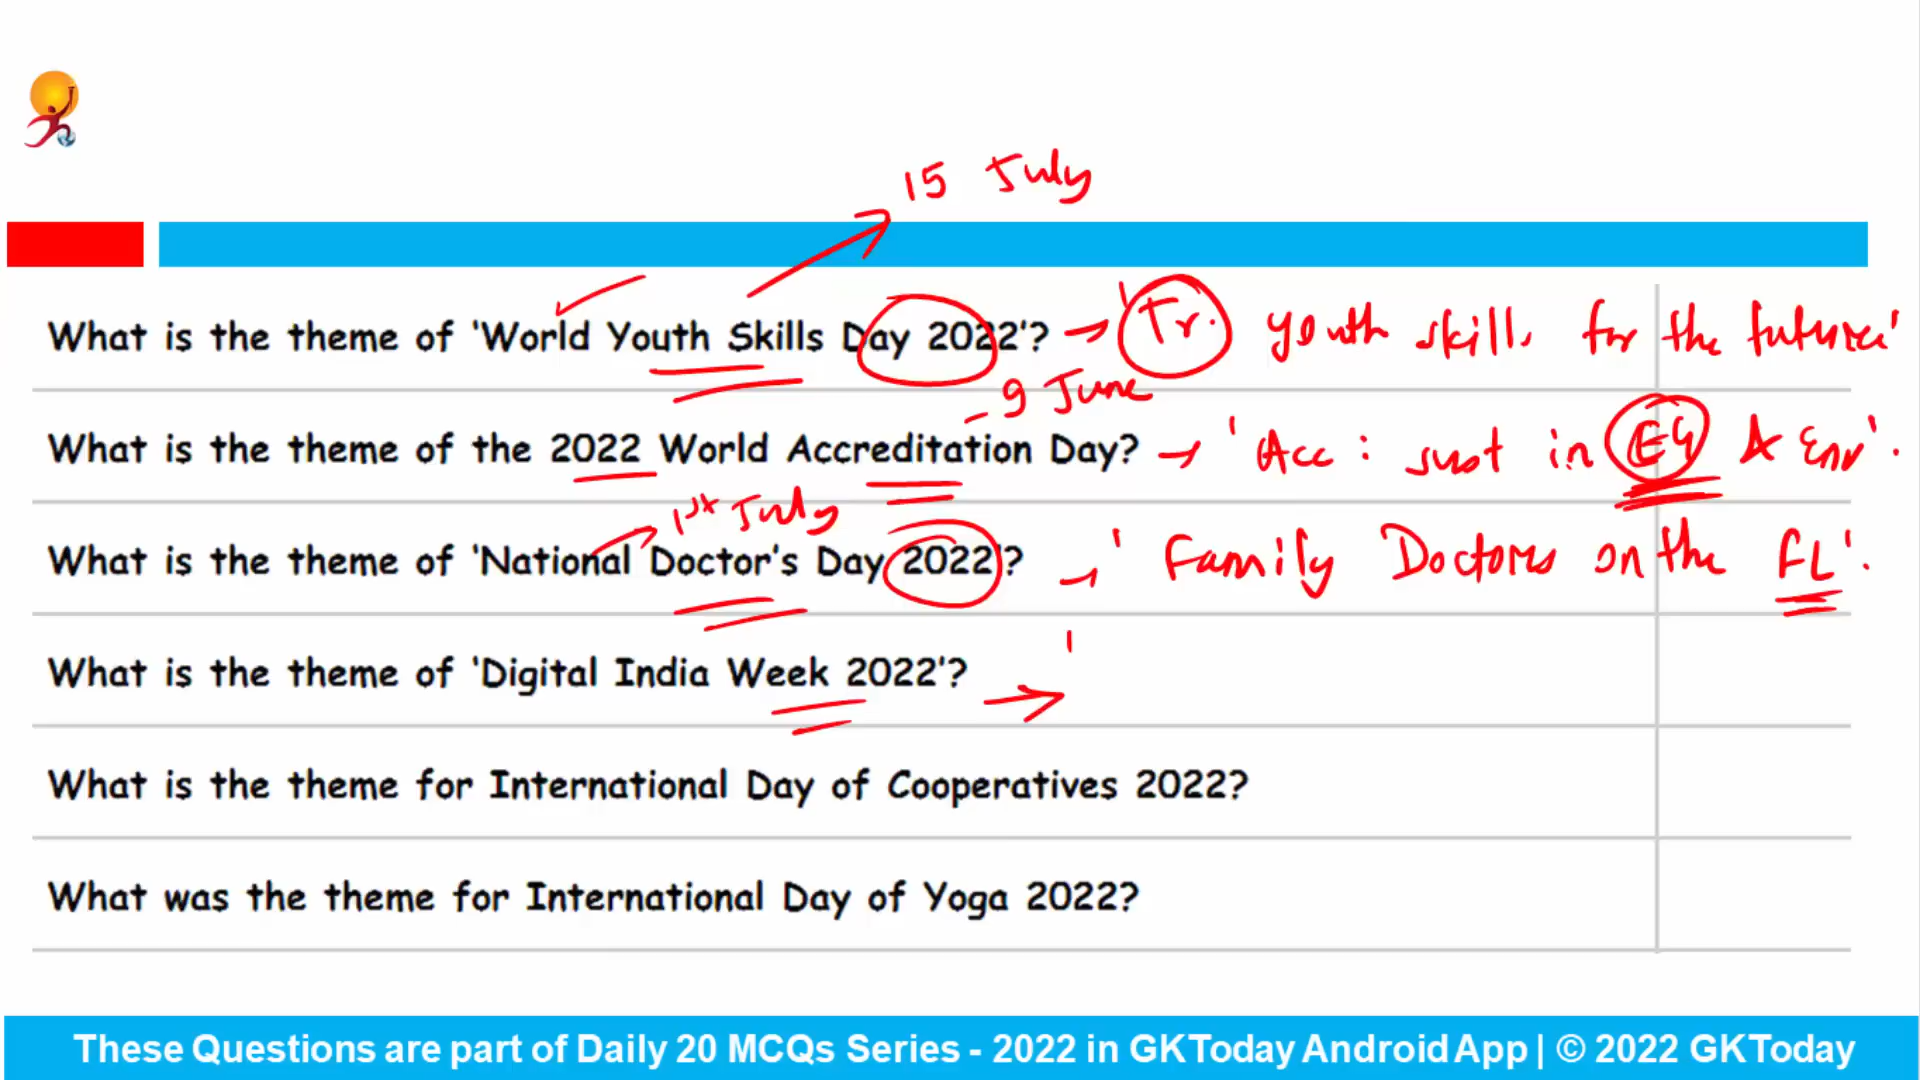 15 July
What is the theme of 'World Youth Skills Day 2022'? → 'Tr. youth skills for the future'
- 9 June
What is the theme of the 2022 World Accreditation Day? → 'Acc : sust in EG & Env'.
1st July
What is the theme of 'National Doctor's Day 2022'? → 'Family Doctors on the FL'.
What is the theme of 'Digital India Week 2022'? → '
What is the theme for International Day of Cooperatives 2022?
What was the theme for International Day of Yoga 2022?
These Questions are part of Daily 20 MCQs Series - 2022 in GKToday Android App | © 2022 GKToday